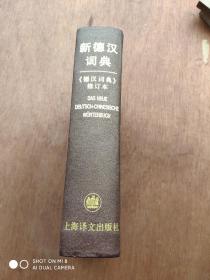 新德汉
词典
《德汉词典》
修订本
DAS NEUE
DEUTSCH-CHINESISCHE
WÖRTERBUCH
上海译文出版社
SHOT ON MI 6X
AI DUAL CAMERA